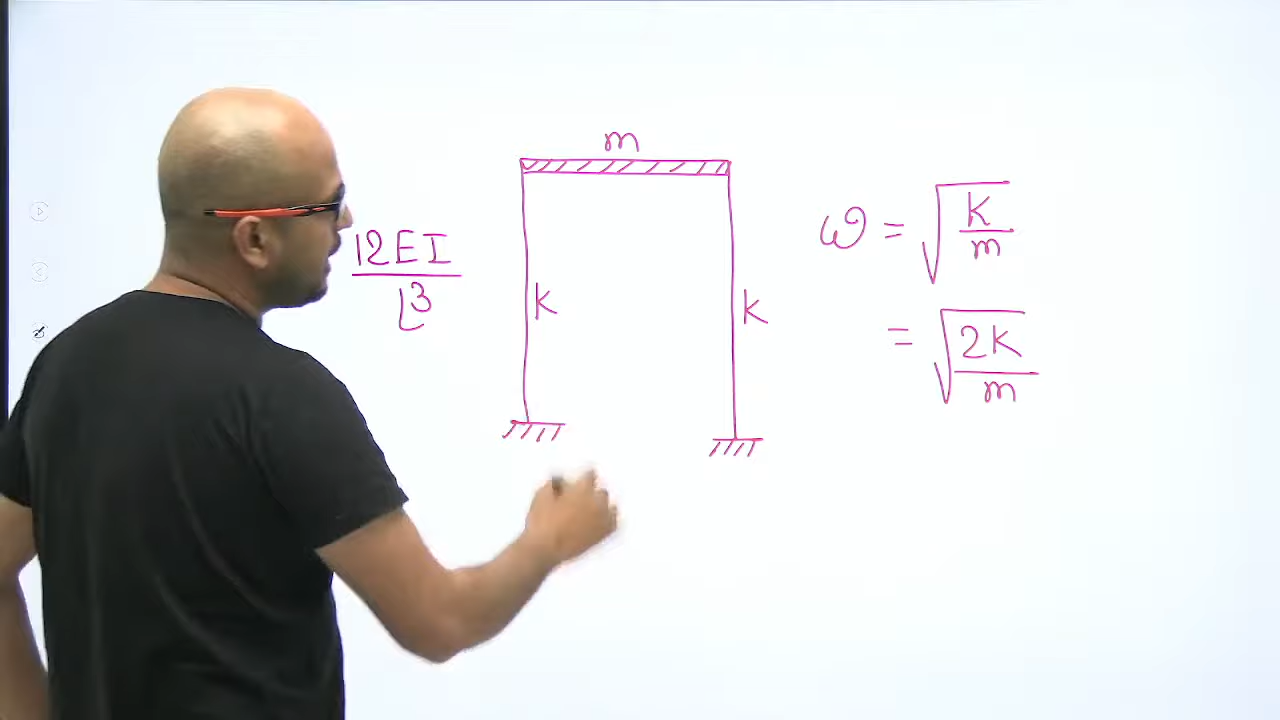 m
12EI
L³
K
K
ω = √(K/m)
= √(2K/m)